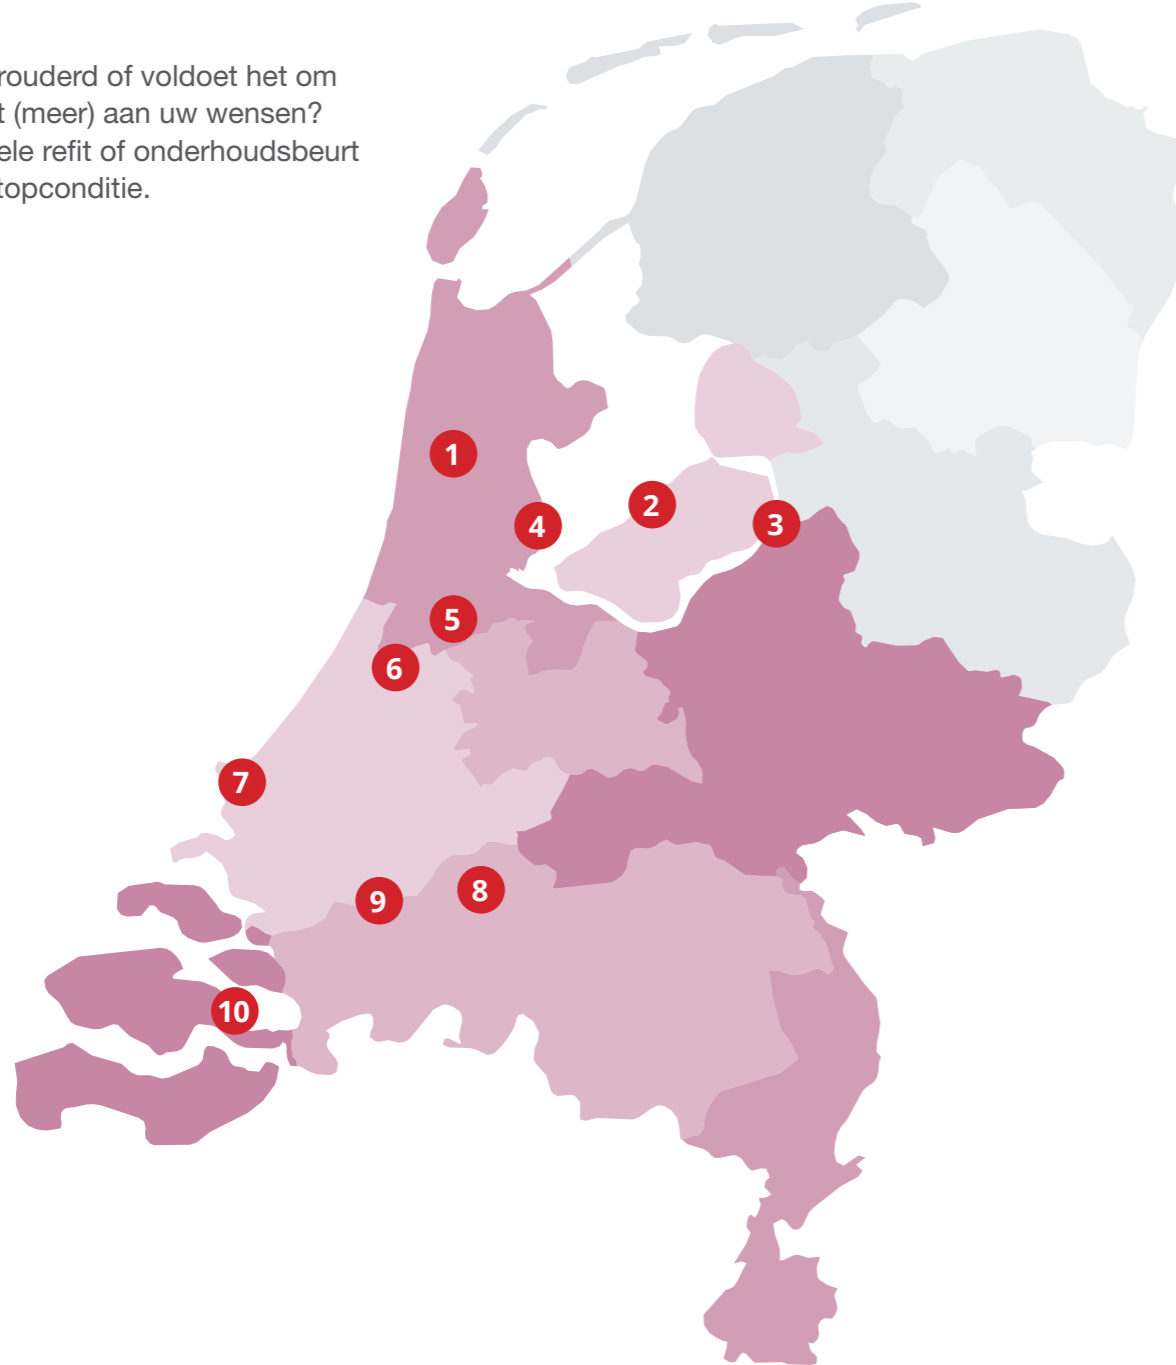 rouderd of voldoet het om
t (meer) aan uw wensen?
ele refit of onderhoudsbeurt
topconditie.
1
2
3
4
5
6
7
8
9
10